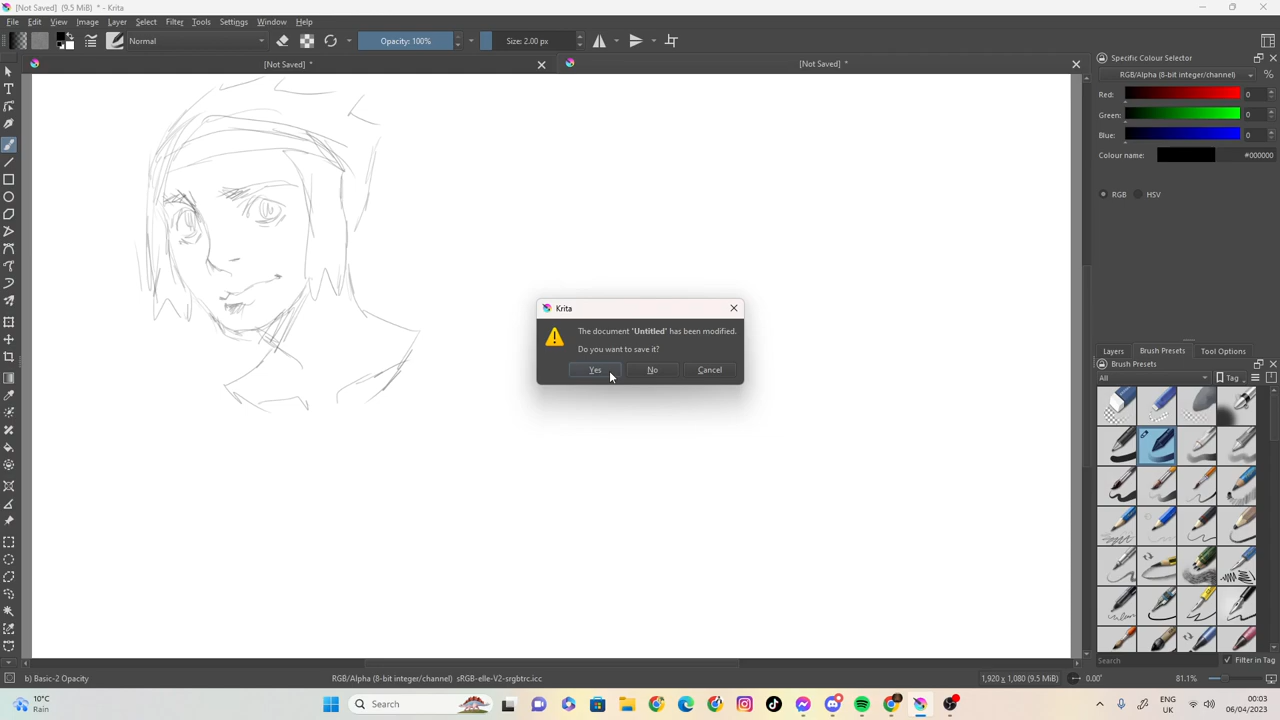 [Not Saved] (9.5 MiB) * - Krita
File Edit View Image Layer Select Filter Tools Settings Window Help
Normal
Opacity: 100%
Size: 2.00 px
[Not Saved] *
[Not Saved] *
Specific Colour Selector
RGB/Alpha (8-bit integer/channel)
%
Red: 0
Green: 0
Blue: 0
Colour name: #000000
RGB HSV
Krita
The document 'Untitled' has been modified.
Do you want to save it?
Yes No Cancel
Layers Brush Presets Tool Options
Brush Presets
All
Tag
Search
Filter in Tag
b) Basic-2 Opacity
RGB/Alpha (8-bit integer/channel) sRGB-elle-V2-srgbtrc.icc
1,920 x 1,080 (9.5 MiB)
0.00°
81.1%
10°C
Rain
Search
ENG
UK
00:03
06/04/2023